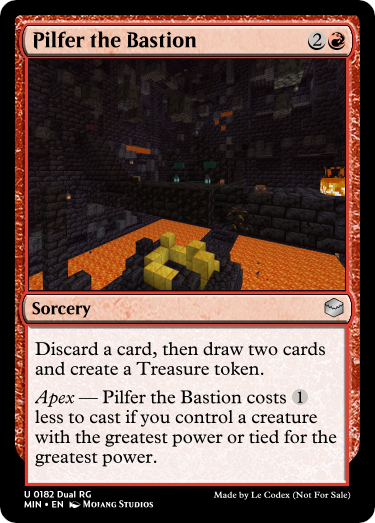 Pilfer the Bastion 2
Sorcery
Discard a card, then draw two cards
and create a Treasure token.
Apex — Pilfer the Bastion costs 1
less to cast if you control a creature
with the greatest power or tied for the
greatest power.
U 0182 Dual RG
MIN • EN Mojang Studios
Made by Le Codex (Not For Sale)